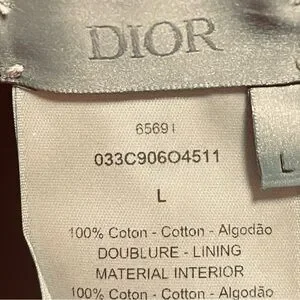 DIOR
65691
033C906O4511
L
L
100% Coton - Cotton - Algodão
DOUBLURE - LINING
MATERIAL INTERIOR
100% Coton - Cotton - Algodão